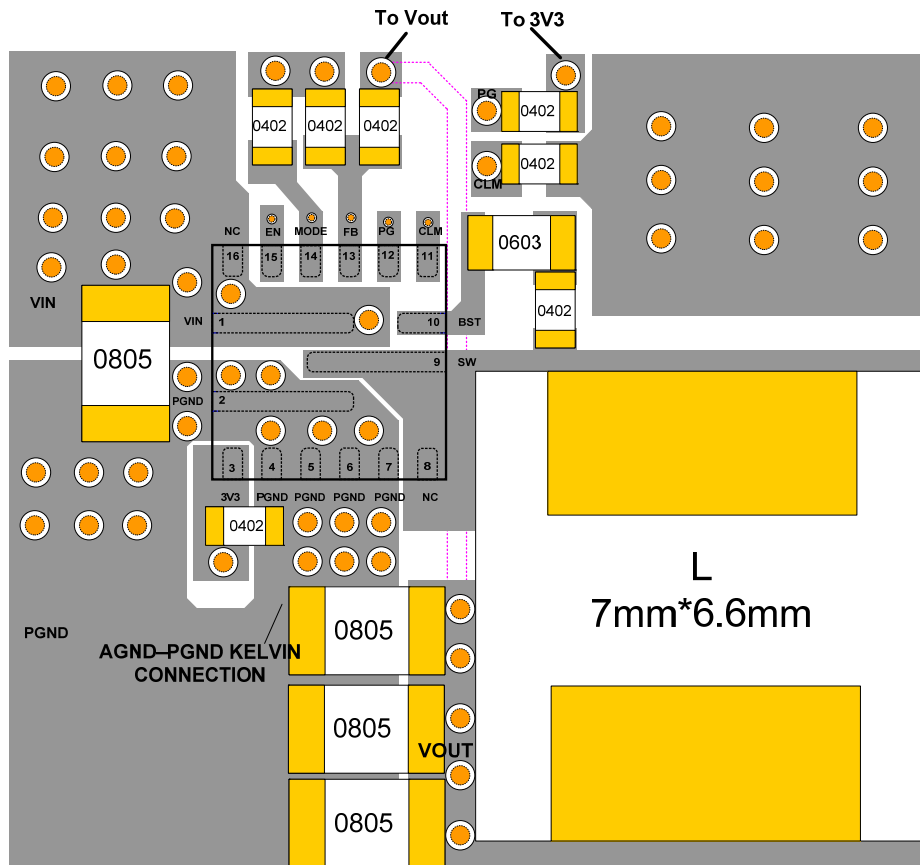 To Vout
To 3V3
PG
0402
0402
0402
0402
0402
CLM
NC
EN
MODE
FB
PG
CLM
16
15
14
13
12
11
0603
VIN
VIN
1
10
BST
0402
0805
9
SW
PGND
2
3
4
5
6
7
8
3V3
PGND
PGND
PGND
PGND
NC
0402
L
7mm*6.6mm
PGND
0805
AGND–PGND KELVIN
CONNECTION
0805
VOUT
0805